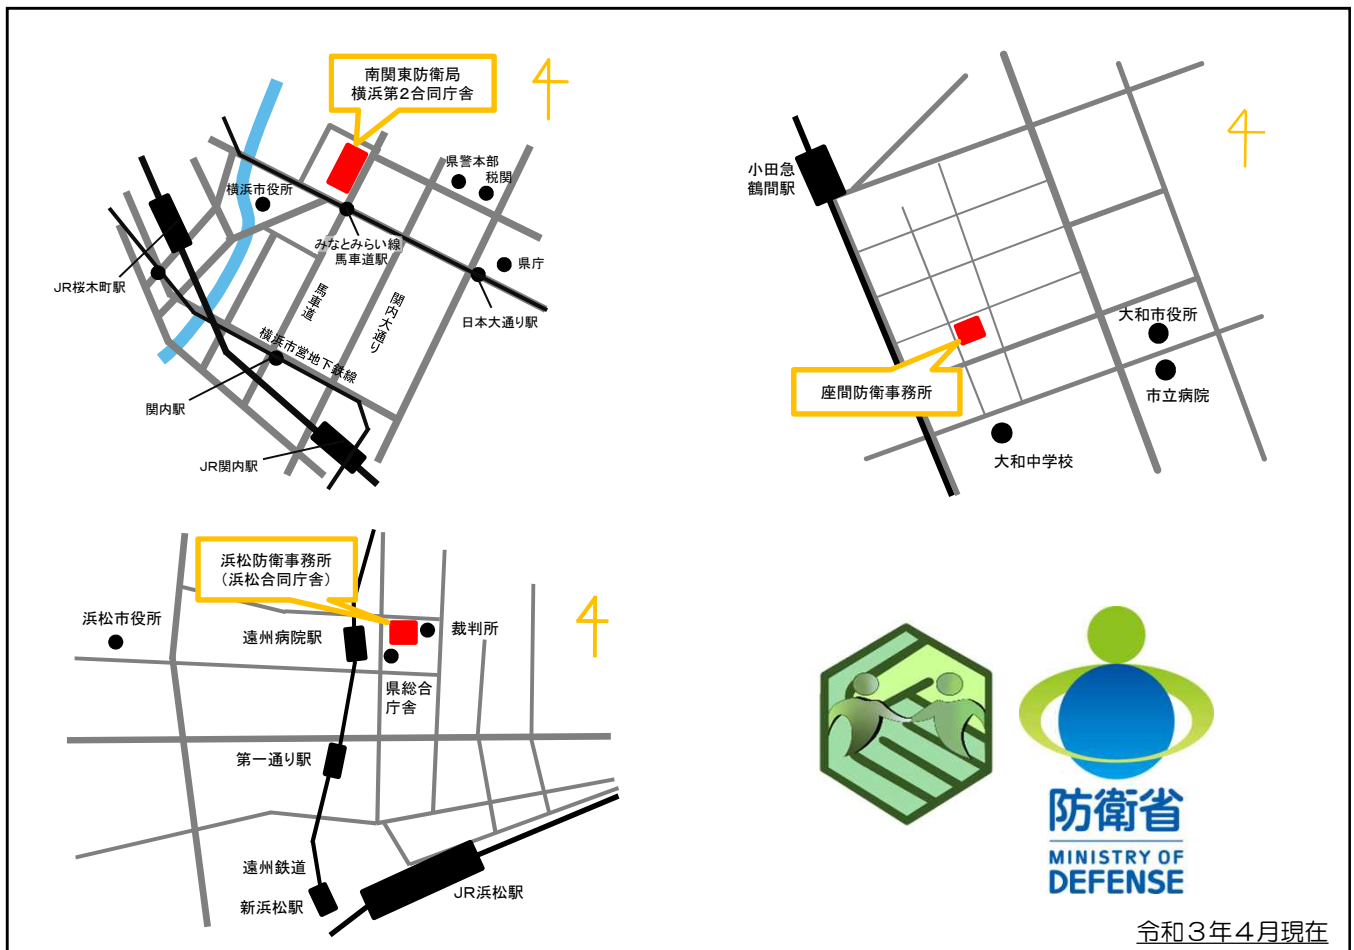 南関東防衛局
横浜第2合同庁舎
県警本部
税関
横浜市役所
みなとみらい線
馬車道駅
県庁
JR桜木町駅
馬車道
関内大通り
日本大通り駅
横浜市営地下鉄線
関内駅
JR関内駅
小田急
鶴間駅
大和市役所
座間防衛事務所
市立病院
大和中学校
浜松防衛事務所
（浜松合同庁舎）
浜松市役所
遠州病院駅
裁判所
県総合
庁舎
第一通り駅
遠州鉄道
新浜松駅
JR浜松駅
防衛省
MINISTRY OF
DEFENSE
令和3年4月現在